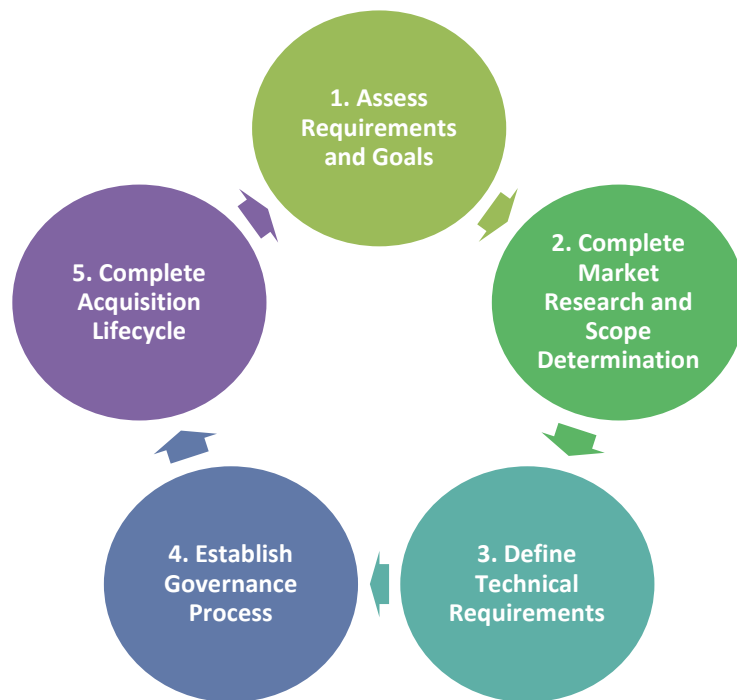 1. Assess
Requirements
and Goals
2. Complete
Market
Research and
Scope
Determination
3. Define
Technical
Requirements
4. Establish
Governance
Process
5. Complete
Acquisition
Lifecycle